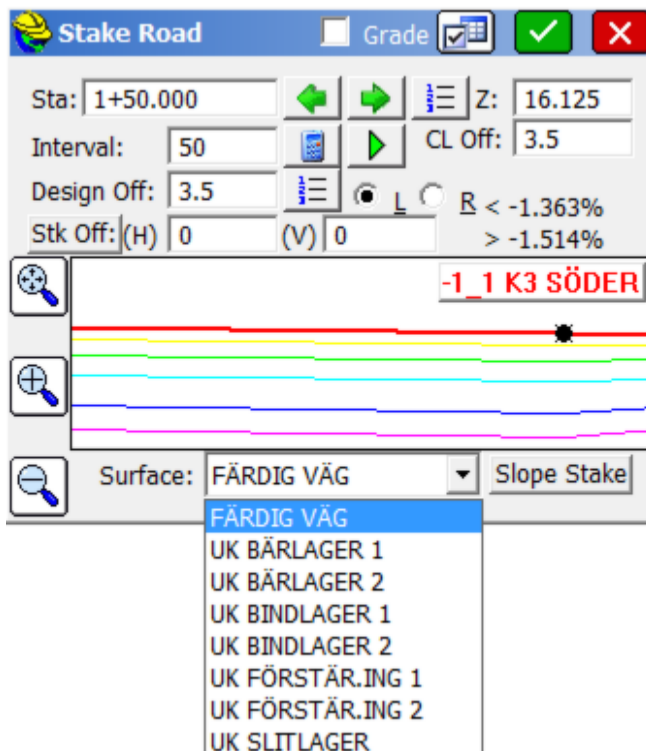 Stake Road Grade
Sta: 1+50.000 Z: 16.125
Interval: 50 CL Off: 3.5
Design Off: 3.5 L R < -1.363%
Stk Off: (H) 0 (V) 0 > -1.514%
-1_1 K3 SÖDER
Surface: FÄRDIG VÄG Slope Stake
FÄRDIG VÄG
UK BÄRLAGER 1
UK BÄRLAGER 2
UK BINDLAGER 1
UK BINDLAGER 2
UK FÖRSTÄR.ING 1
UK FÖRSTÄR.ING 2
UK SLITLAGER